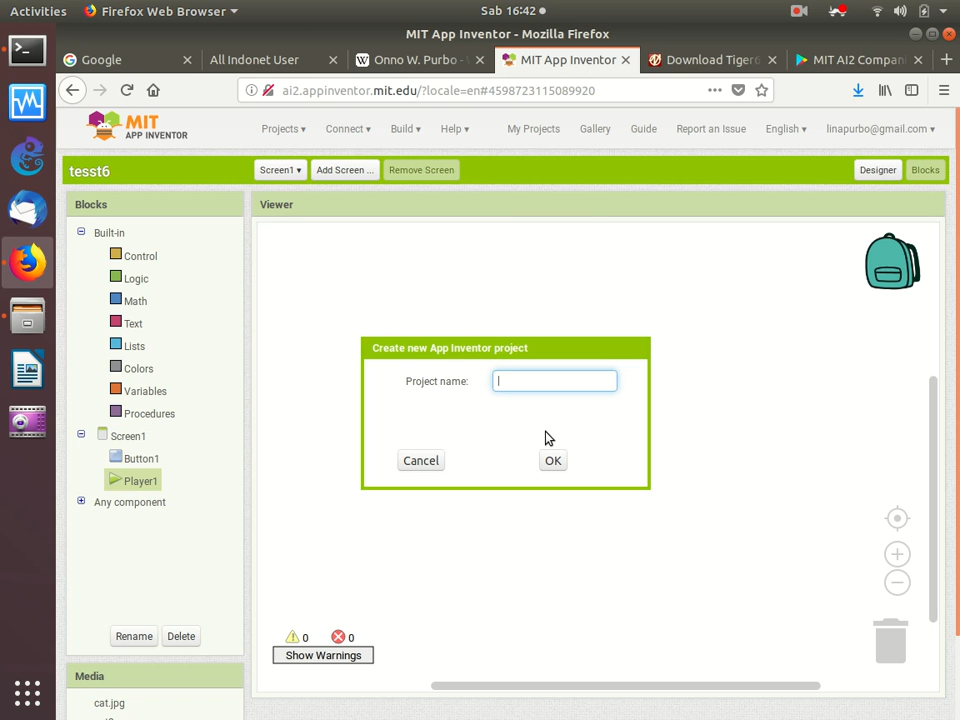 Activities Firefox Web Browser ▾ Sab 16:42
MIT App Inventor - Mozilla Firefox
Google All Indonet User Onno W. Purbo - MIT App Inventor Download Tiger MIT AI2 Compani
ai2.appinventor.mit.edu/?locale=en#4598723115089920
MIT
APP INVENTOR
Projects ▾ Connect ▾ Build ▾ Help ▾ My Projects Gallery Guide Report an Issue English ▾ linapurbo@gmail.com ▾
tesst6 Screen1 ▾ Add Screen ... Remove Screen Designer Blocks
Blocks Viewer
Built-in
Control
Logic
Math
Text
Lists
Colors
Variables
Procedures
Screen1
Button1
Player1
Any component
Create new App Inventor project
Project name:
Cancel OK
Rename Delete
0 0
Show Warnings
Media
cat.jpg